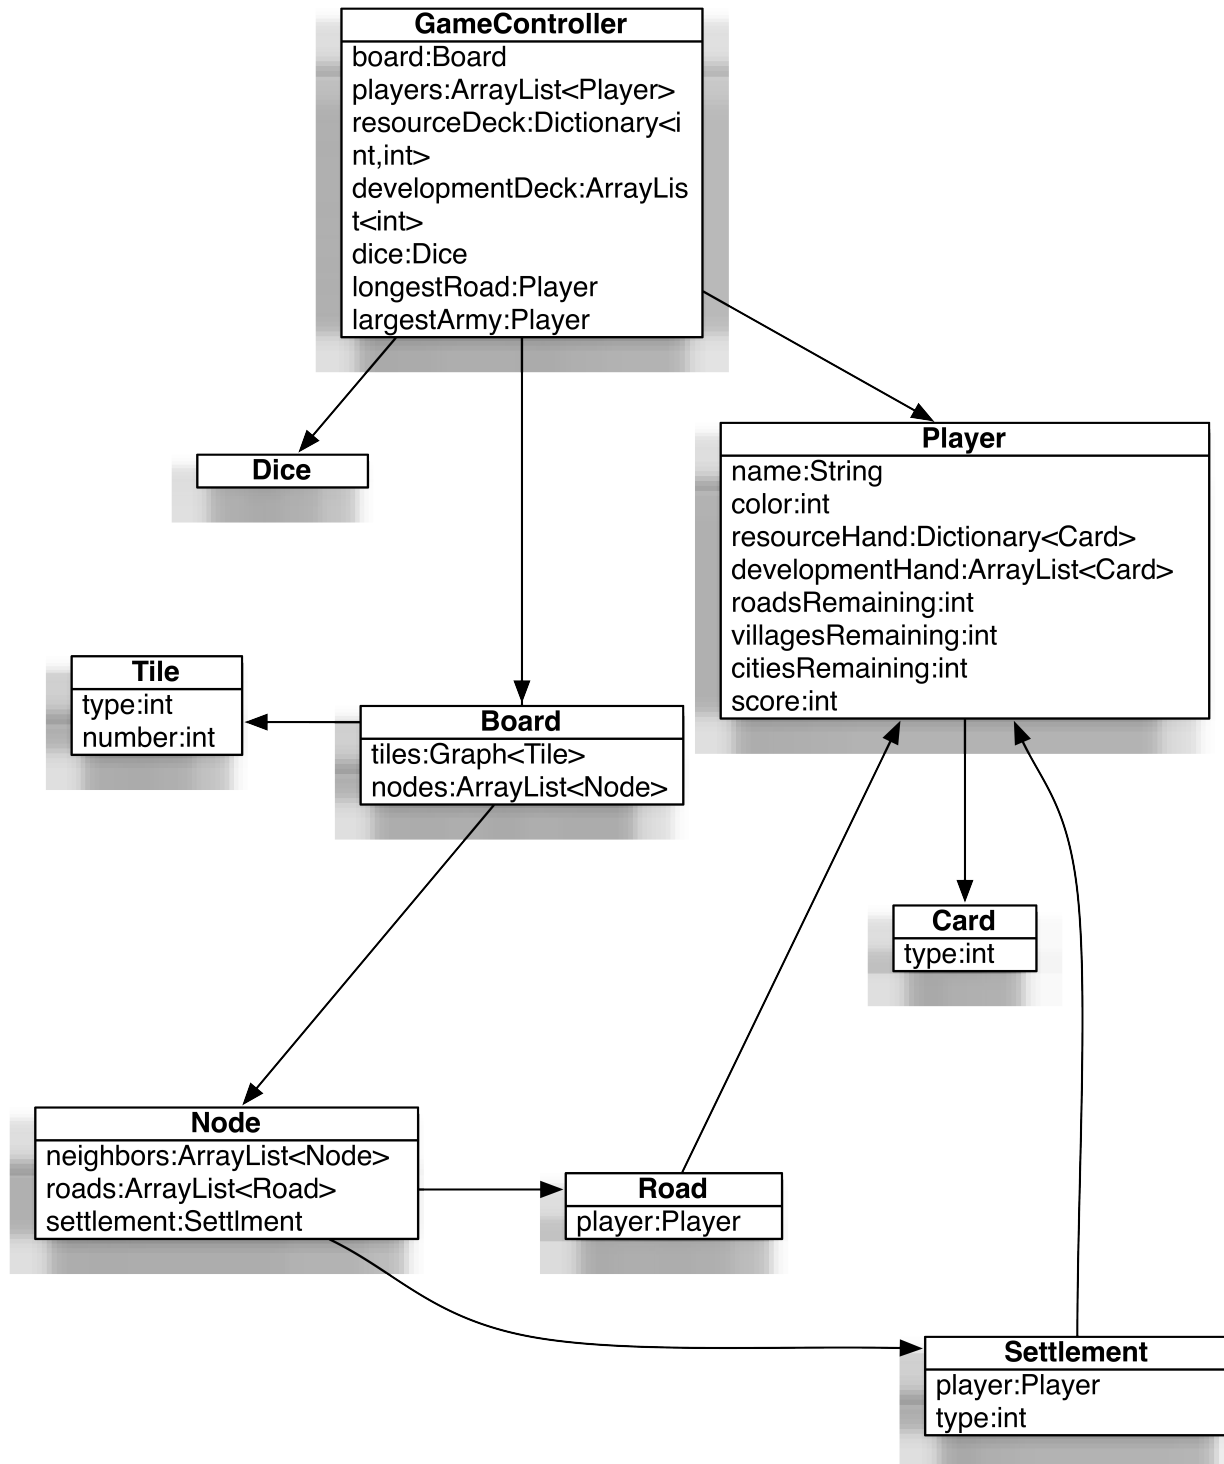 GameController
board:Board
players:ArrayList<Player>
resourceDeck:Dictionary<i
nt,int>
developmentDeck:ArrayLis
t<int>
dice:Dice
longestRoad:Player
largestArmy:Player
Dice
Player
name:String
color:int
resourceHand:Dictionary<Card>
developmentHand:ArrayList<Card>
roadsRemaining:int
villagesRemaining:int
citiesRemaining:int
score:int
Tile
type:int
number:int
Board
tiles:Graph<Tile>
nodes:ArrayList<Node>
Card
type:int
Node
neighbors:ArrayList<Node>
roads:ArrayList<Road>
settlement:Settlment
Road
player:Player
Settlement
player:Player
type:int